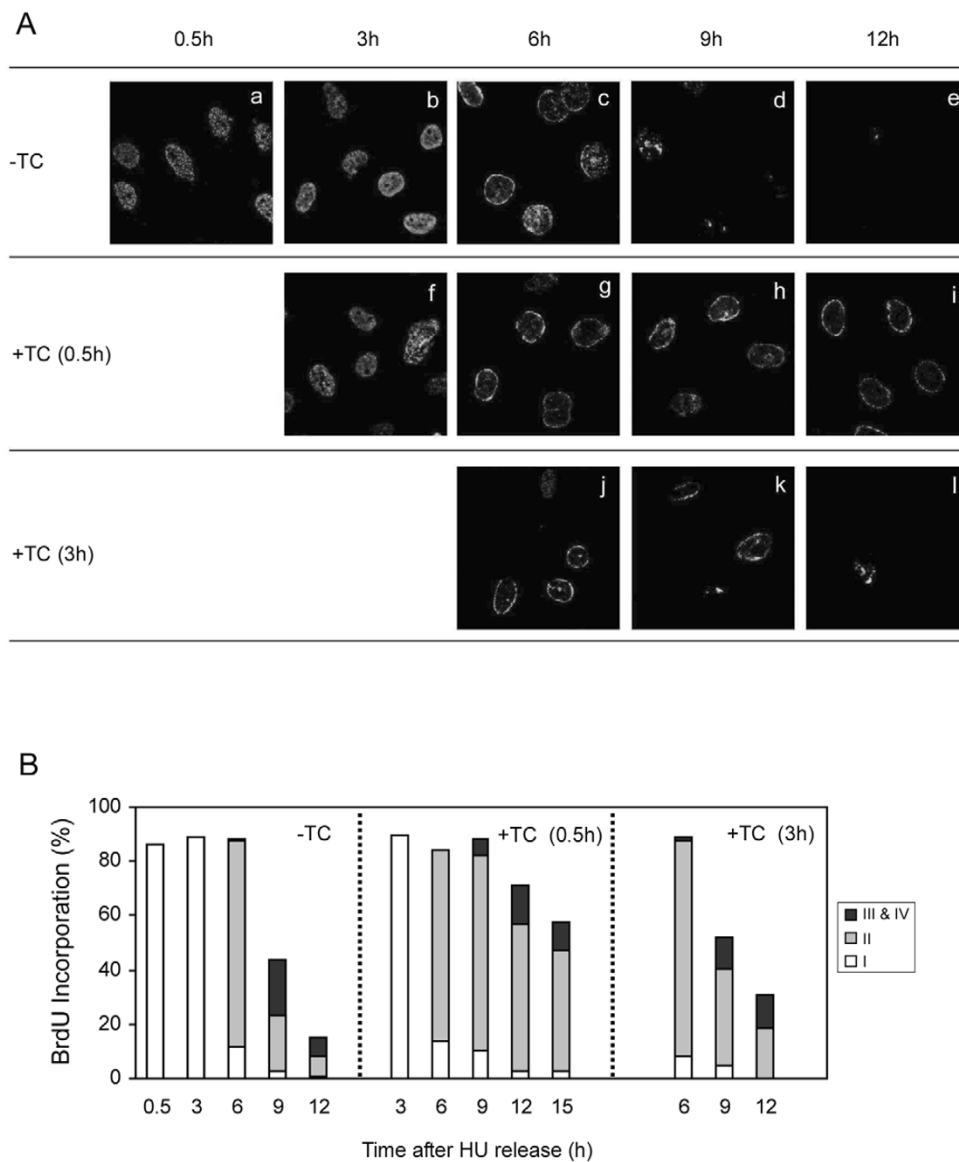 A
0.5h 3h 6h 9h 12h
-TC a b c d e
+TC (0.5h) f g h i
+TC (3h) j k l
B
BrdU Incorporation (%)
100
80
60
40
20
0
-TC
+TC (0.5h)
+TC (3h)
III & IV
II
I
0.5 3 6 9 12 3 6 9 12 15 6 9 12
Time after HU release (h)